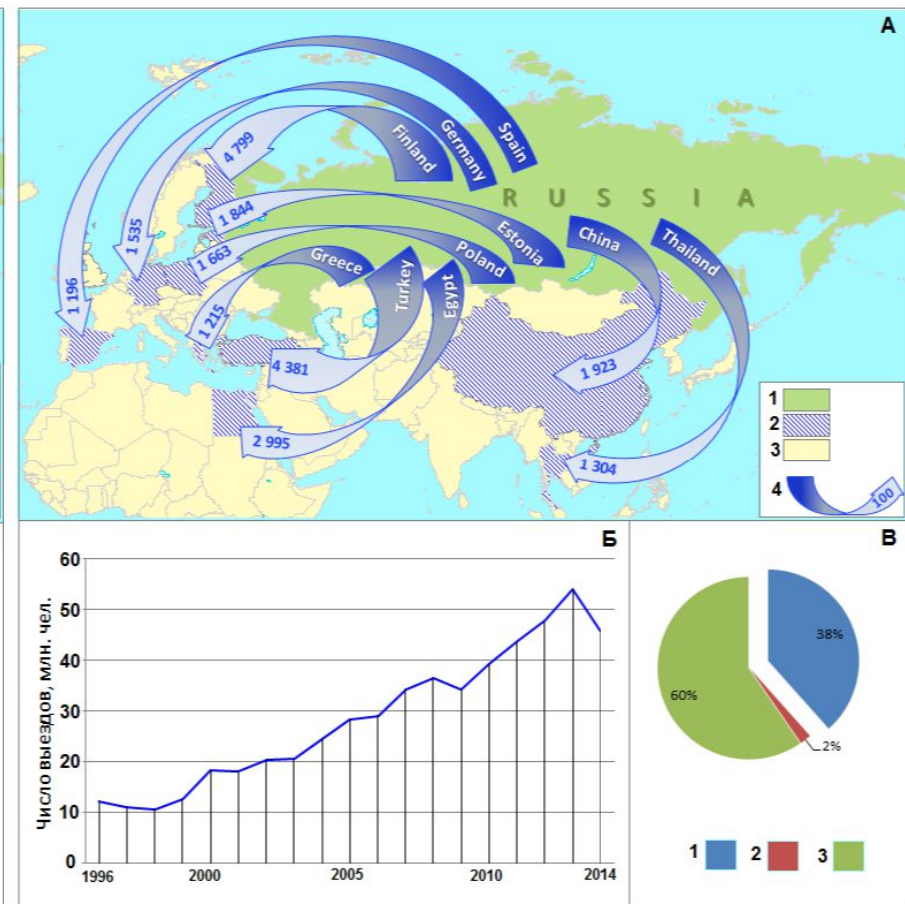 А
Finland
Germany
Spain
4 799
1 535
1 196
RUSSIA
1 844
1 663
1 215
Greece
Turkey
Egypt
Poland
Estonia
China
Thailand
4 381
2 995
1 923
1 304
1
2
3
4
100
Б
Число выездов, млн. чел.
60
50
40
30
20
10
0
1996
2000
2005
2010
2014
В
38%
60%
2%
1 2 3